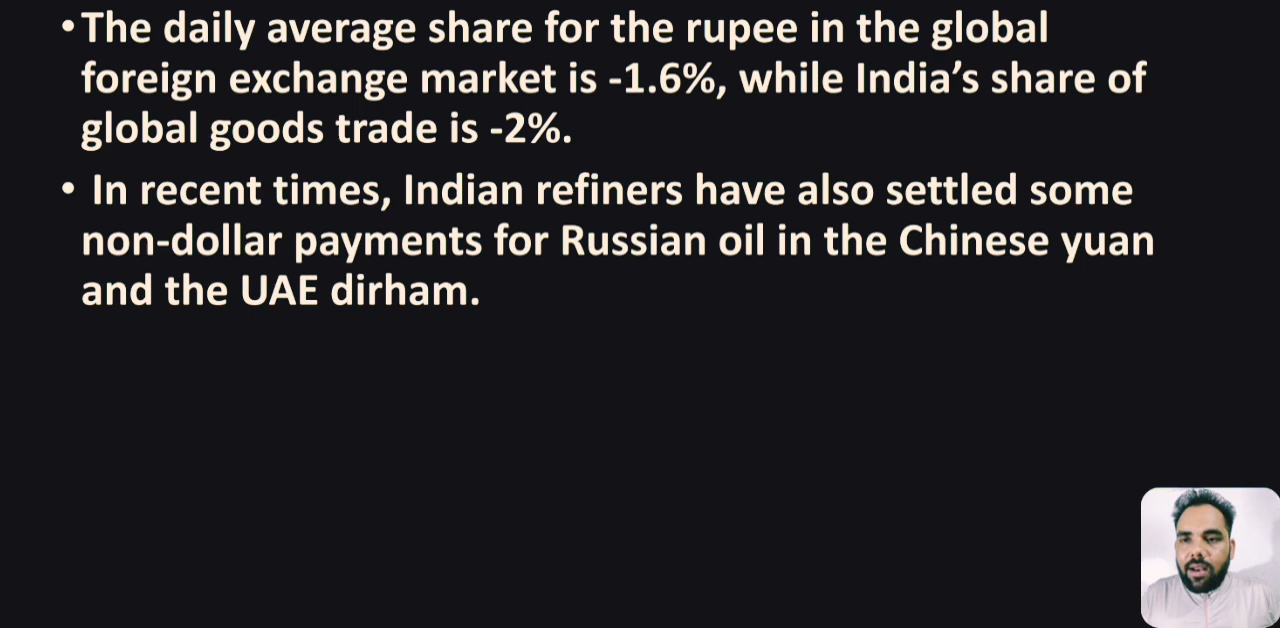 •The daily average share for the rupee in the global
foreign exchange market is -1.6%, while India’s share of
global goods trade is -2%.
• In recent times, Indian refiners have also settled some
non-dollar payments for Russian oil in the Chinese yuan
and the UAE dirham.